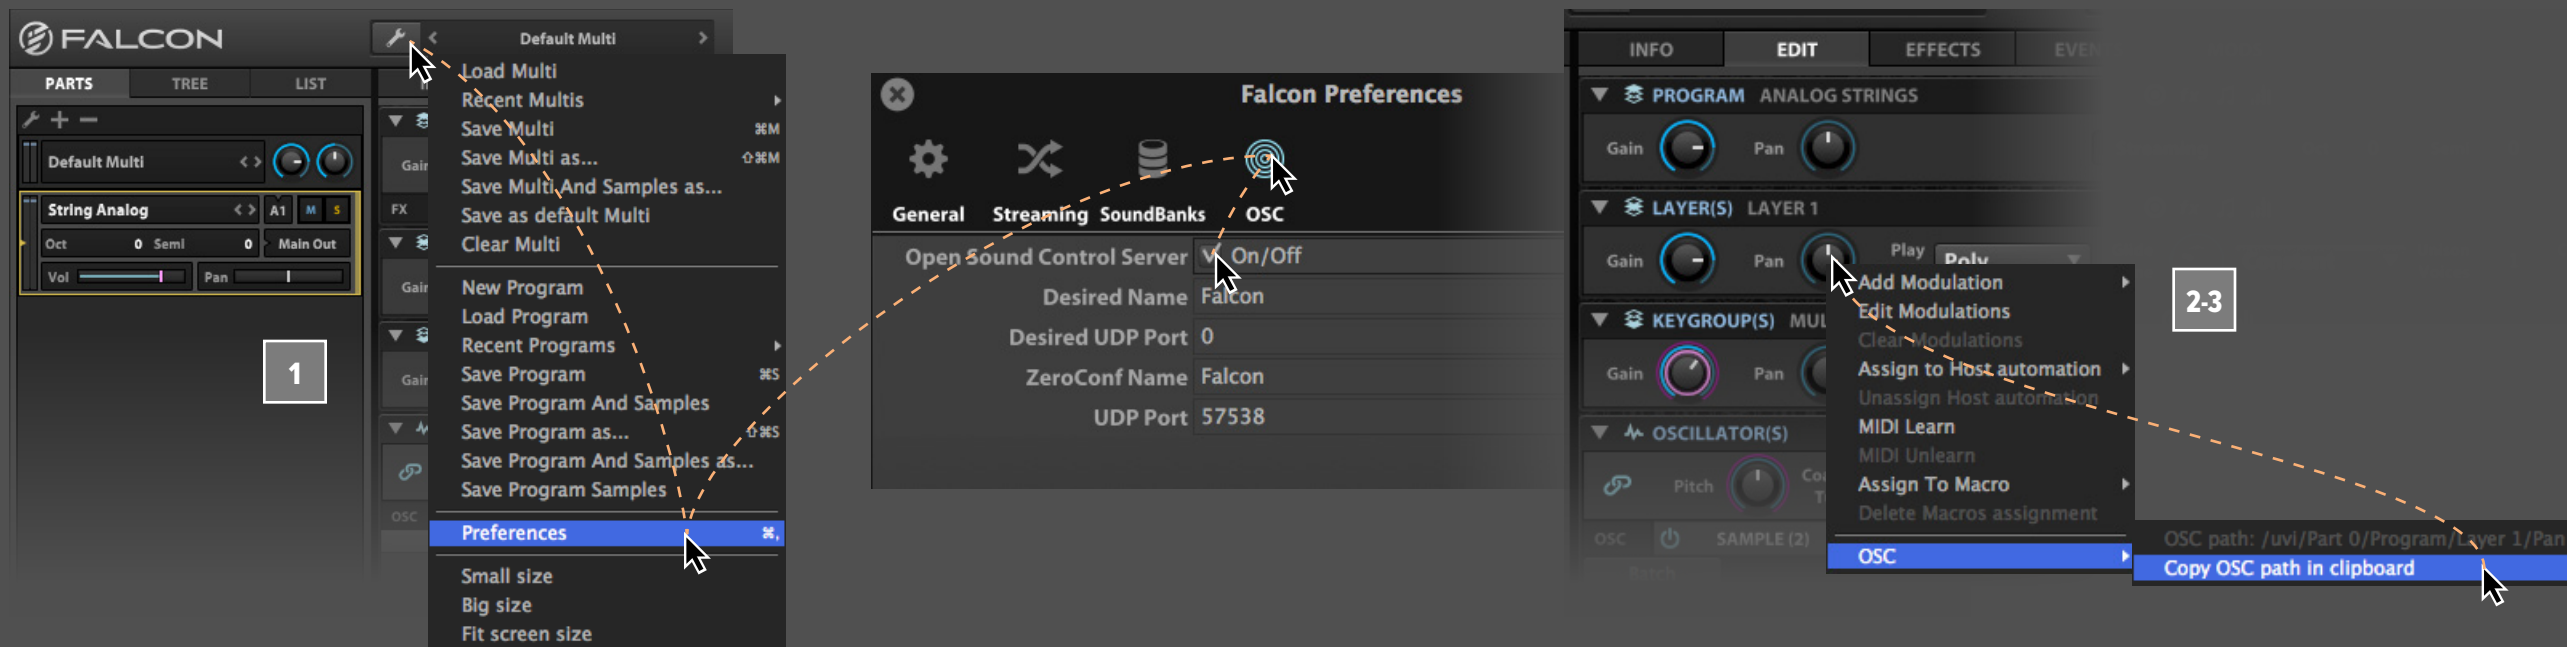 FALCON
Default Multi
PARTS
TREE
LIST
Default Multi
String Analog
A1
M
S
Oct
0
Semi
0
Main Out
Vol
Pan
1
Gain
FX
Gain
Gain
OSC
Load Multi
Recent Multis
Save Multi ⌘M
Save Multi as... ⇧⌘M
Save Multi And Samples as...
Save as default Multi
Clear Multi
New Program
Load Program
Recent Programs
Save Program ⌘S
Save Program And Samples
Save Program as... ⇧⌘S
Save Program And Samples as...
Save Program Samples
Preferences ⌘,
Small size
Big size
Fit screen size
Falcon Preferences
General
Streaming
SoundBanks
OSC
Open Sound Control Server On/Off
Desired Name Falcon
Desired UDP Port 0
ZeroConf Name Falcon
UDP Port 57538
INFO
EDIT
EFFECTS
EVEN
PROGRAM ANALOG STRINGS
Gain
Pan
LAYER(S) LAYER 1
Gain
Pan
Play
Poly
KEYGROUP(S) MUL
Gain
Pan
OSCILLATOR(S)
Pitch
Coa
T
OSC
SAMPLE (2)
Add Modulation
Edit Modulations
Clear Modulations
Assign to Host automation
Unassign Host automation
MIDI Learn
MIDI Unlearn
Assign To Macro
Delete Macros assignment
OSC
OSC path: /uvi/Part 0/Program/Layer 1/Pan
Copy OSC path in clipboard
2-3